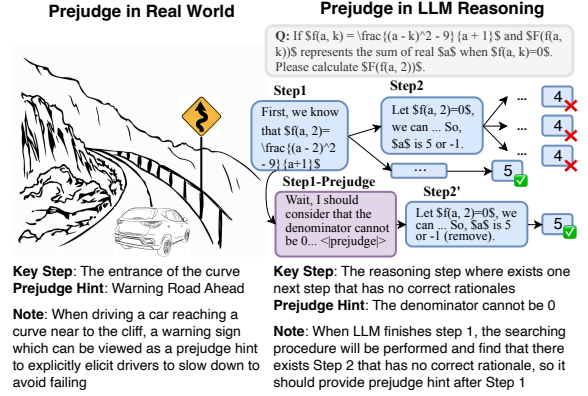 Prejudge in Real World
Prejudge in LLM Reasoning
Q: If $f(a, k) = \frac{(a - k)^2 - 9}{a + 1}$ and $F(f(a,
k))$ represents the sum of real $a$ when $f(a, k)=0$.
Please calculate $F(f(a, 2))$.
Step1
First, we know
that $f(a, 2)=
\frac{(a - 2)^2
- 9}{a+1}$
Step2
Let $f(a, 2)=0$,
we can ... So,
$a$ is 5 or -1.
...
4
...
4
...
4
...
5
Step1-Prejudge
Wait, I should
consider that the
denominator cannot
be 0... <|prejudge|>
Step2'
Let $f(a, 2)=0$, we
can ... So, $a$ is 5
or -1 (remove).
5
Key Step: The entrance of the curve
Prejudge Hint: Warning Road Ahead
Note: When driving a car reaching a
curve near to the cliff, a warning sign
which can be viewed as a prejudge hint
to explicitly elicit drivers to slow down to
avoid failing
Key Step: The reasoning step where exists one
next step that has no correct rationales
Prejudge Hint: The denominator cannot be 0
Note: When LLM finishes step 1, the searching
procedure will be performed and find that there
exists Step 2 that has no correct rationale, so it
should provide prejudge hint after Step 1